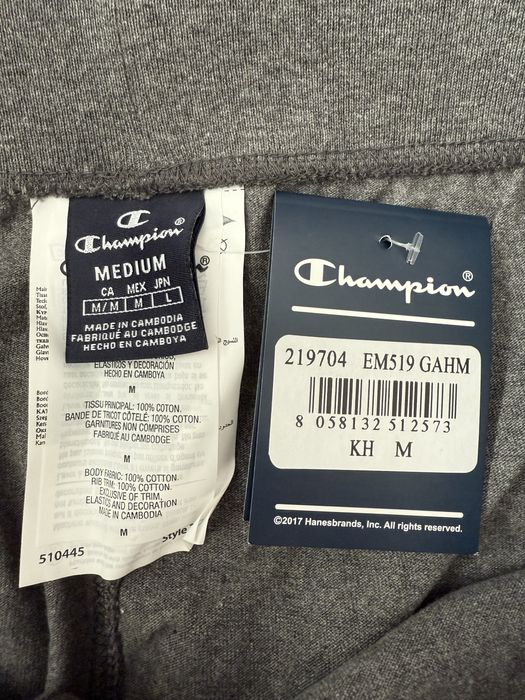 Champion®
MEDIUM
CA MEX JPN
M/M M L
MADE IN CAMBODIA
FABRIQUÉ AU CAMBODGE
HECHO EN CAMBOYA
ELÁSTICOS Y DECORACIÓN
HECHO EN CAMBOYA
M
TISSU PRINCIPAL: 100% COTON.
BANDE DE TRICOT CÔTELÉ: 100% COTON.
GARNITURES NON COMPRISES
FABRIQUÉ AU CAMBODGE
M
BODY FABRIC: 100% COTTON.
RIB TRIM: 100% COTTON.
EXCLUSIVE OF TRIM,
ELASTICS AND DECORATION
MADE IN CAMBODIA
M
510445
Style
Champion®
219704 EM519 GAHM
8 058132 512573
KH M
©2017 Hanesbrands, Inc. All rights reserved.